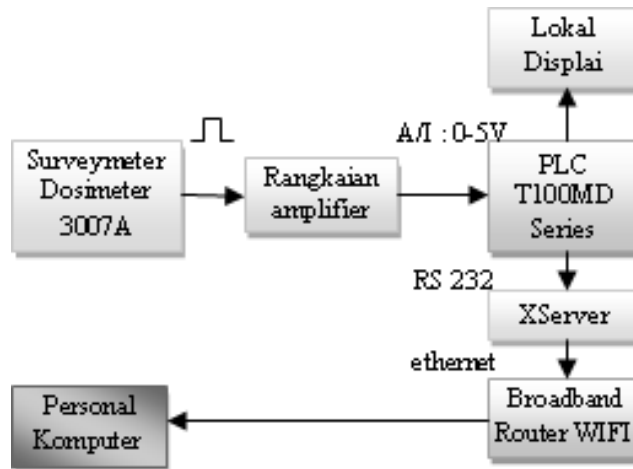 Lokal
Displai
A/I : 0-5V
Surveymeter
Dosimeter
3007A
Rangkaian
amplifier
PLC
T100MD
Series
RS 232
XServer
ethernet
Broadband
Router WIFI
Personal
Komputer